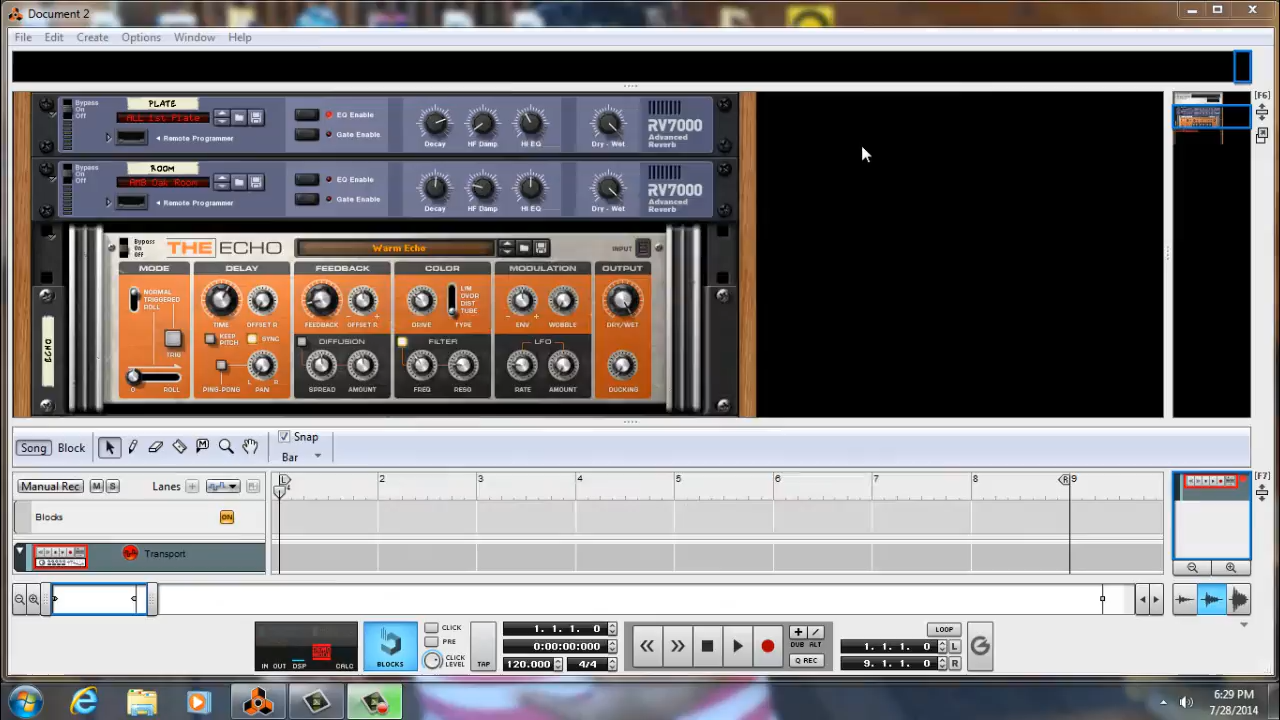 Document 2
File Edit Create Options Window Help
[F6]
Bypass On Off PLATE
ALL 1st Plate
Remote Programmer
EQ Enable
Gate Enable
Decay HF Damp HI EQ Dry - Wet
RV7000
Advanced Reverb
Bypass On Off ROOM
AMB Oak Room
Remote Programmer
EQ Enable
Gate Enable
Decay HF Damp HI EQ Dry - Wet
RV7000
Advanced Reverb
ECHO
Bypass On Off THE ECHO Warm Echo INPUT
MODE DELAY FEEDBACK COLOR MODULATION OUTPUT
NORMAL
TRIGGERED
ROLL
TRIG
0 ROLL
TIME OFFSET R
KEEP PITCH SYNC
L R
PING-PONG PAN
FEEDBACK OFFSET R
DIFFUSION
SPREAD AMOUNT
LIM
OVDR
DIST
TUBE
DRIVE TYPE
FILTER
FREQ RESO
ENV WOBBLE
LFO
RATE AMOUNT
DRY/WET
DUCKING
Song Block M Snap
Bar
Manual Rec M S Lanes +
L 2 3 4 5 6 7 8 R 9
[F7]
Blocks ON
Transport
IN OUT DSP CALC
BLOCKS
CLICK
PRE
CLICK LEVEL
TAP
1. 1. 1. 0
0:00:00:000
120.000 4/4
DUB ALT
Q REC
LOOP
1. 1. 1. 0 L
9. 1. 1. 0 R
6:29 PM
7/28/2014